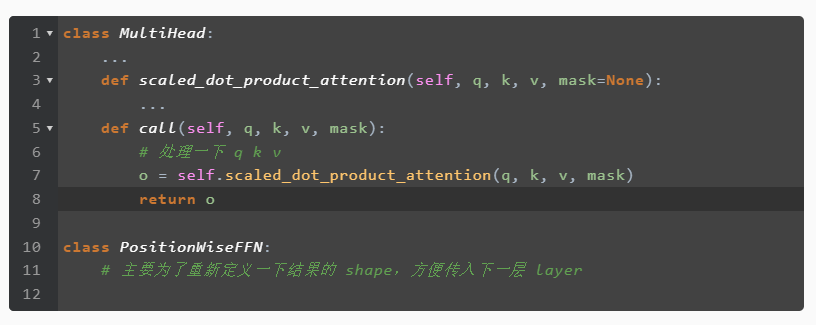 1 class MultiHead:
2     ...
3     def scaled_dot_product_attention(self, q, k, v, mask=None):
4         ...
5     def call(self, q, k, v, mask):
6         # 处理一下 q k v
7         o = self.scaled_dot_product_attention(q, k, v, mask)
8         return o
9
10 class PositionWiseFFN:
11     # 主要为了重新定义一下结果的 shape，方便传入下一层 layer
12